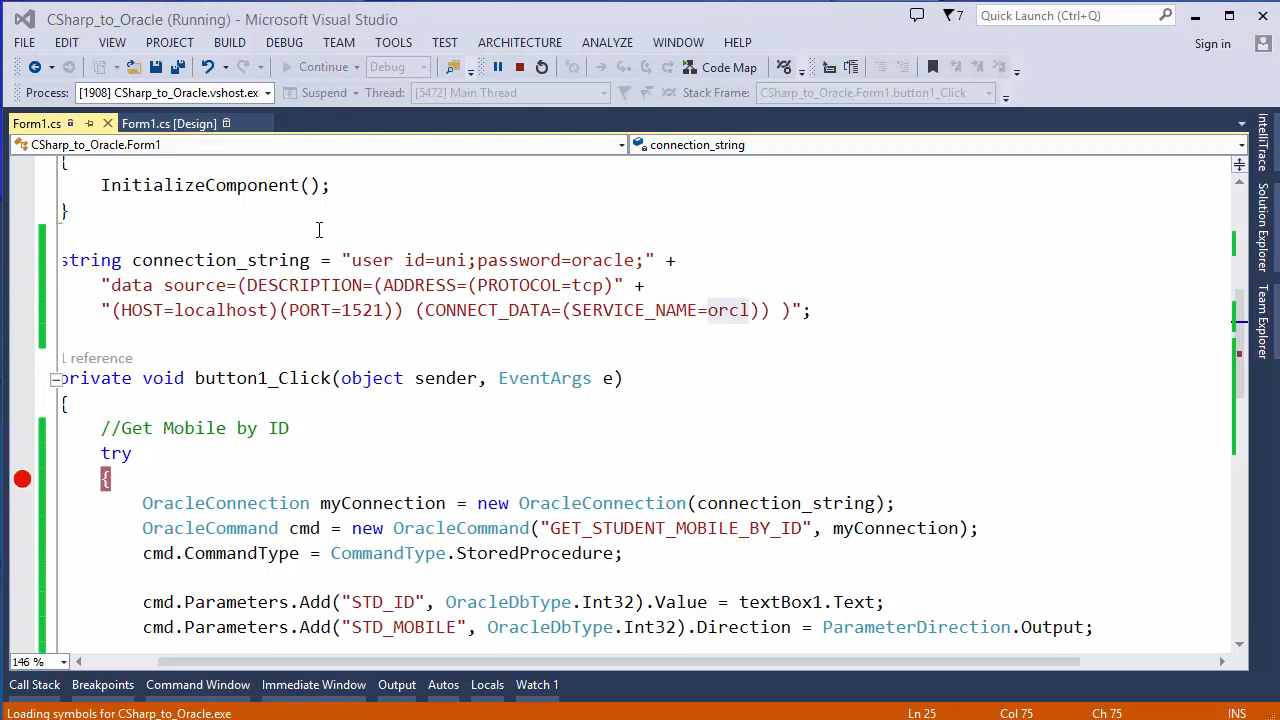 CSharp_to_Oracle (Running) - Microsoft Visual Studio
7
Quick Launch (Ctrl+Q)
FILE EDIT VIEW PROJECT BUILD DEBUG TEAM TOOLS TEST ARCHITECTURE ANALYZE WINDOW HELP
Sign in
Continue Debug Code Map
Process: [1908] CSharp_to_Oracle.vshost.ex Suspend Thread: [5472] Main Thread Stack Frame: CSharp_to_Oracle.Form1.button1_Click
Form1.cs Form1.cs [Design]
CSharp_to_Oracle.Form1 connection_string
{
InitializeComponent();
}
string connection_string = "user id=uni;password=oracle;" +
"data source=(DESCRIPTION=(ADDRESS=(PROTOCOL=tcp)" +
"(HOST=localhost)(PORT=1521)) (CONNECT_DATA=(SERVICE_NAME=orcl)) )";
1 reference
private void button1_Click(object sender, EventArgs e)
{
//Get Mobile by ID
try
{
OracleConnection myConnection = new OracleConnection(connection_string);
OracleCommand cmd = new OracleCommand("GET_STUDENT_MOBILE_BY_ID", myConnection);
cmd.CommandType = CommandType.StoredProcedure;
cmd.Parameters.Add("STD_ID", OracleDbType.Int32).Value = textBox1.Text;
cmd.Parameters.Add("STD_MOBILE", OracleDbType.Int32).Direction = ParameterDirection.Output;
146 %
Call Stack Breakpoints Command Window Immediate Window Output Autos Locals Watch 1
Loading symbols for CSharp_to_Oracle.exe Ln 25 Col 75 Ch 75 INS
IntelliTrace
Solution Explorer
Team Explorer